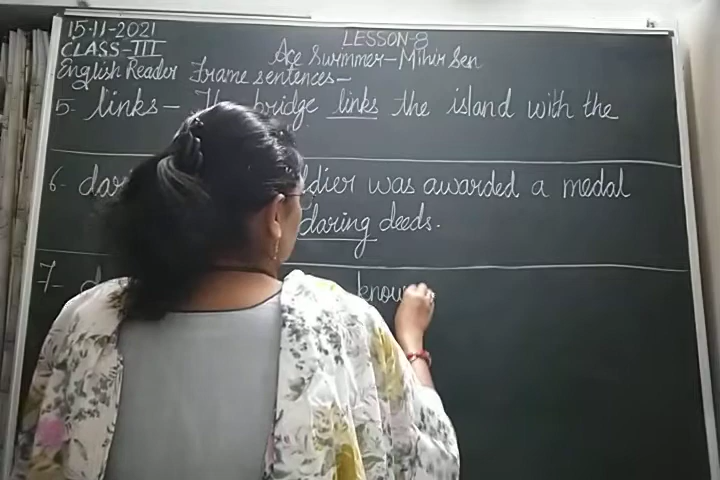 15-11-2021
CLASS-III
LESSON-8
Ace Swimmer-Mihir Sen
English Reader Frame sentences-
5- links- The bridge links the island with the
6- was awarded a medal
daring deeds.
7-